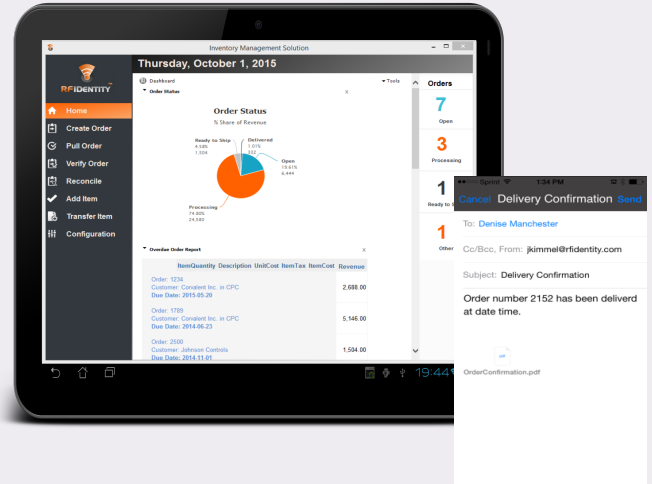 Inventory Management Solution
RFIDENTITY
Thursday, October 1, 2015
Dashboard
Tools
Order Status
x
Home
Create Order
Pull Order
Verify Order
Reconcile
Add Item
Transfer Item
Configuration
Order Status
% Share of Revenue
Ready to Ship
4.58%
1,504
Delivered
1.01%
332
Open
19.61%
6,444
Processing
74.80%
24,580
Overdue Order Report
x
ItemQuantity Description UnitCost ItemTax ItemCost Revenue
Order: 1234
Customer: Convalent Inc. in CPC
Due Date: 2015-05-20
2,688.00
Order: 1789
Customer: Convalent Inc. in CPC
Due Date: 2014-06-23
5,146.00
Order: 2500
Customer: Johnson Controls
Due Date: 2014-11-01
1,504.00
Orders
7
Open
3
Processing
1
Ready to
1
Other
19:44
Sprint
1:34 PM
Cancel Delivery Confirmation Send
To: Denise Manchester
Cc/Bcc, From: jkimmel@rfidentity.com
Subject: Delivery Confirmation
Order number 2152 has been deliverd
at date time.
pdf
OrderConfirmation.pdf